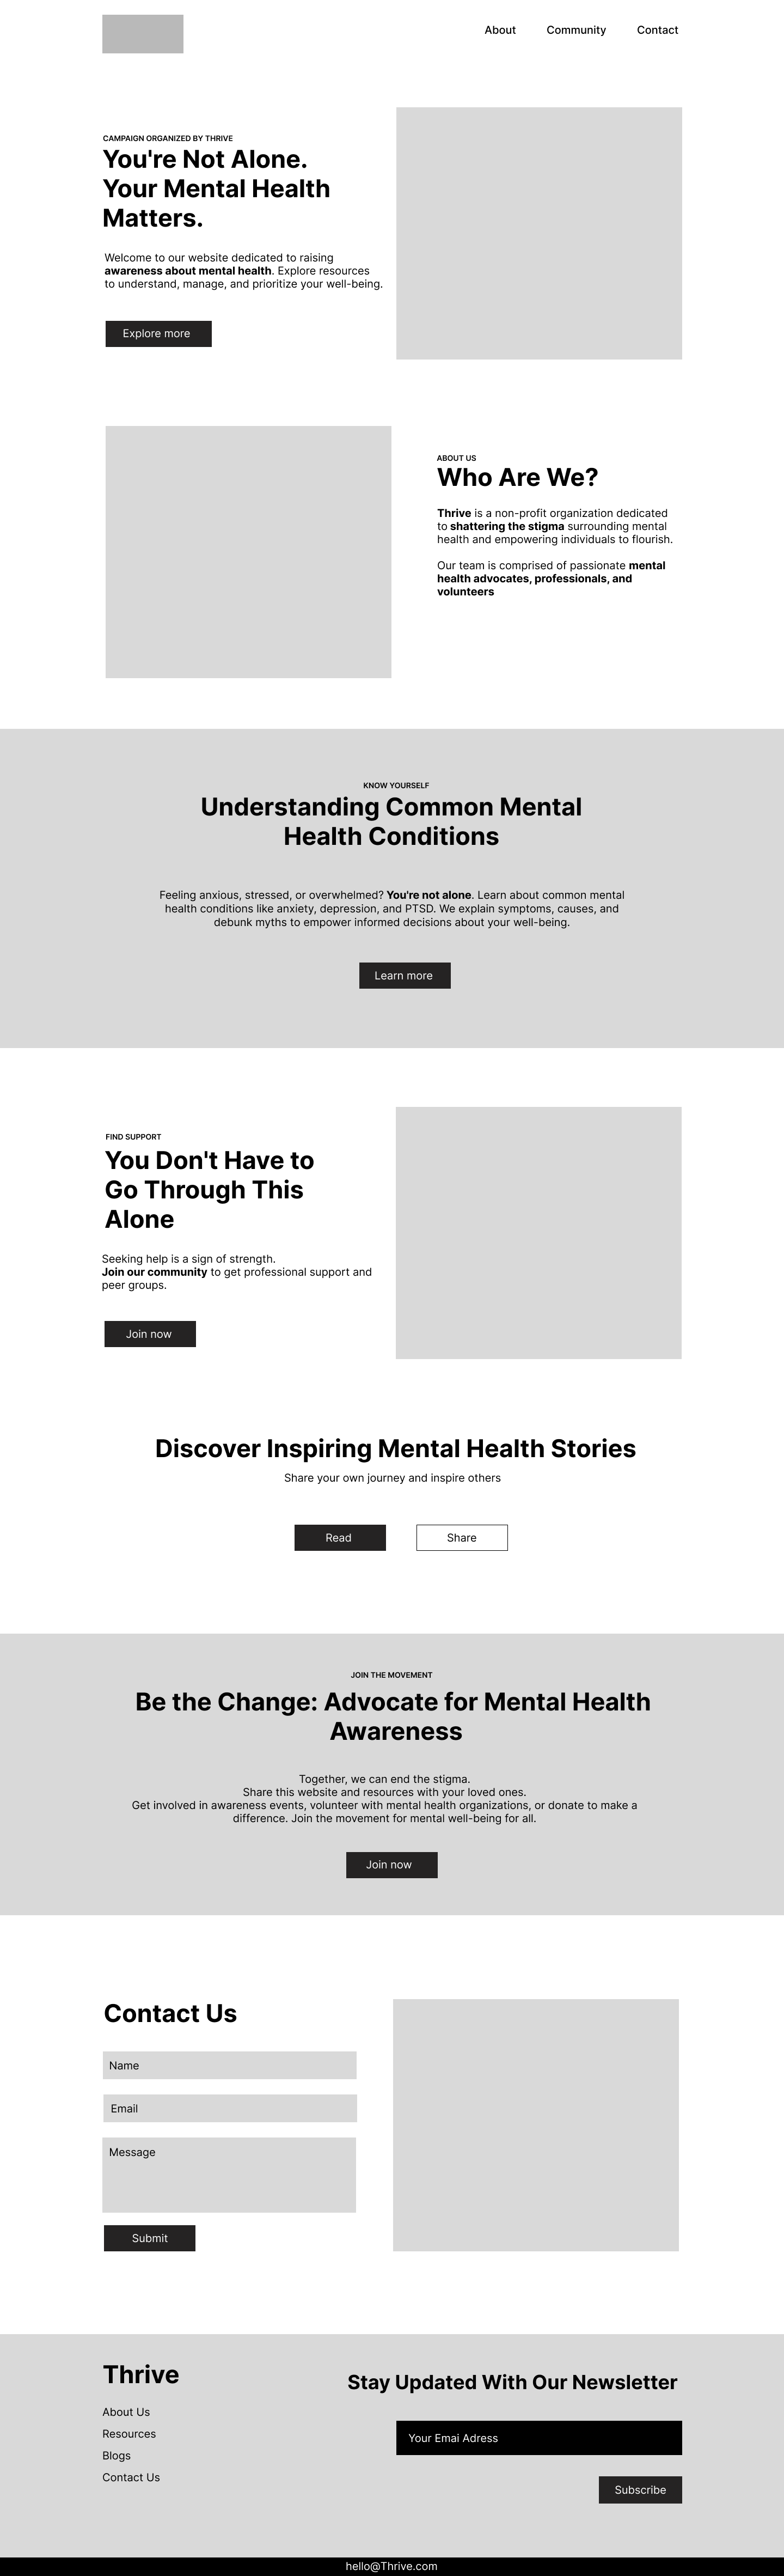 About Community Contact
CAMPAIGN ORGANIZED BY THRIVE
You're Not Alone.
Your Mental Health
Matters.
Welcome to our website dedicated to raising
awareness about mental health. Explore resources
to understand, manage, and prioritize your well-being.
Explore more
ABOUT US
Who Are We?
Thrive is a non-profit organization dedicated
to shattering the stigma surrounding mental
health and empowering individuals to flourish.
Our team is comprised of passionate mental
health advocates, professionals, and
volunteers
KNOW YOURSELF
Understanding Common Mental
Health Conditions
Feeling anxious, stressed, or overwhelmed? You're not alone. Learn about common mental
health conditions like anxiety, depression, and PTSD. We explain symptoms, causes, and
debunk myths to empower informed decisions about your well-being.
Learn more
FIND SUPPORT
You Don't Have to
Go Through This
Alone
Seeking help is a sign of strength.
Join our community to get professional support and
peer groups.
Join now
Discover Inspiring Mental Health Stories
Share your own journey and inspire others
Read Share
JOIN THE MOVEMENT
Be the Change: Advocate for Mental Health
Awareness
Together, we can end the stigma.
Share this website and resources with your loved ones.
Get involved in awareness events, volunteer with mental health organizations, or donate to make a
difference. Join the movement for mental well-being for all.
Join now
Contact Us
Name
Email
Message
Submit
Thrive
About Us
Resources
Blogs
Contact Us
Stay Updated With Our Newsletter
Your Emai Adress
Subscribe
hello@Thrive.com